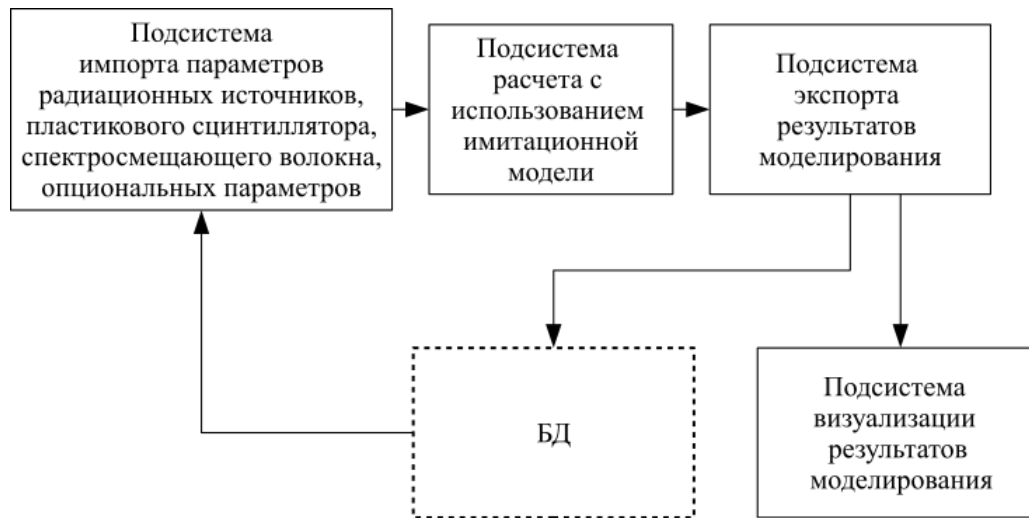 Подсистема
импорта параметров
радиационных источников,
пластикового сцинтиллятора,
спектросмещающего волокна,
опциональных параметров
Подсистема
расчета с
использованием
имитационной
модели
Подсистема
экспорта
результатов
моделирования
БД
Подсистема
визуализации
результатов
моделирования